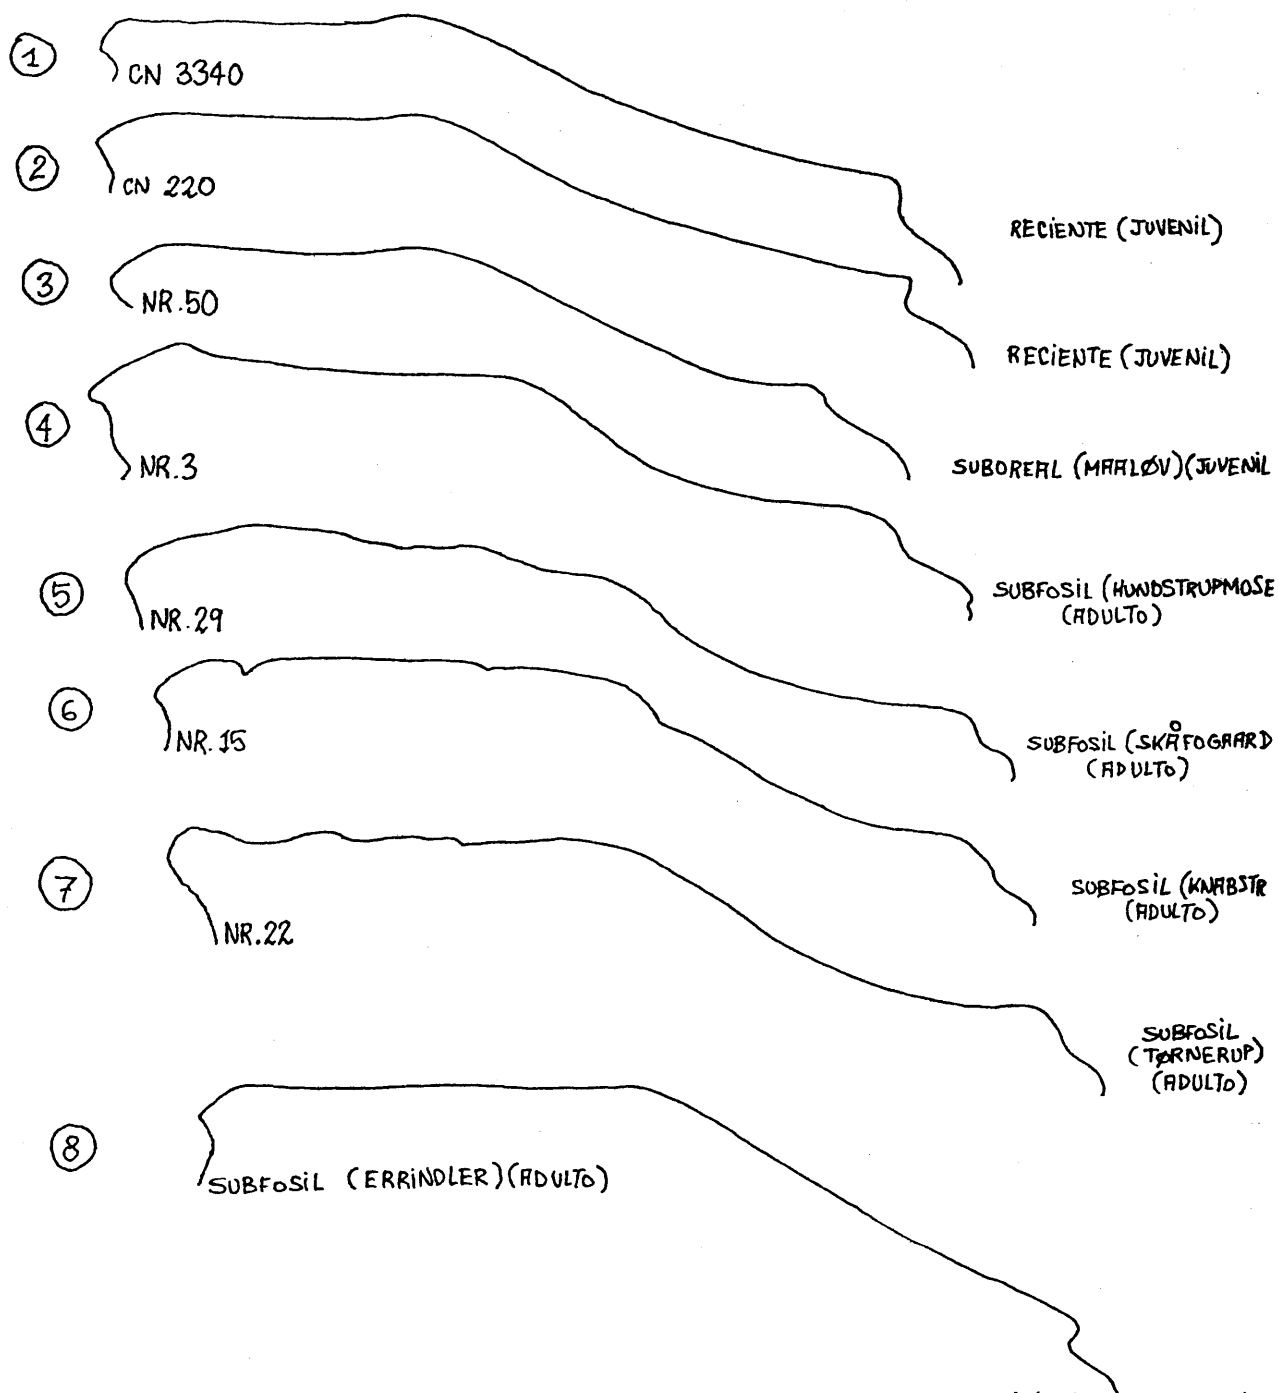 1
CN 3340
RECIENTE (JUVENIL)
2
CN 220
RECIENTE (JUVENIL)
3
NR.50
SUBOREAL (MAALØV)(JUVENIL
4
NR.3
SUBFOSIL (HUNDSTRUPMOSE
(ADULTO)
5
NR.29
SUBFOSIL (SKÅFOGAARD
(ADULTO)
6
NR.15
SUBFOSIL (KNABSTR
(ADULTO)
7
NR.22
SUBFOSIL
(TØRNERUP)
(ADULTO)
8
SUBFOSIL (ERRINDLER)(ADULTO)